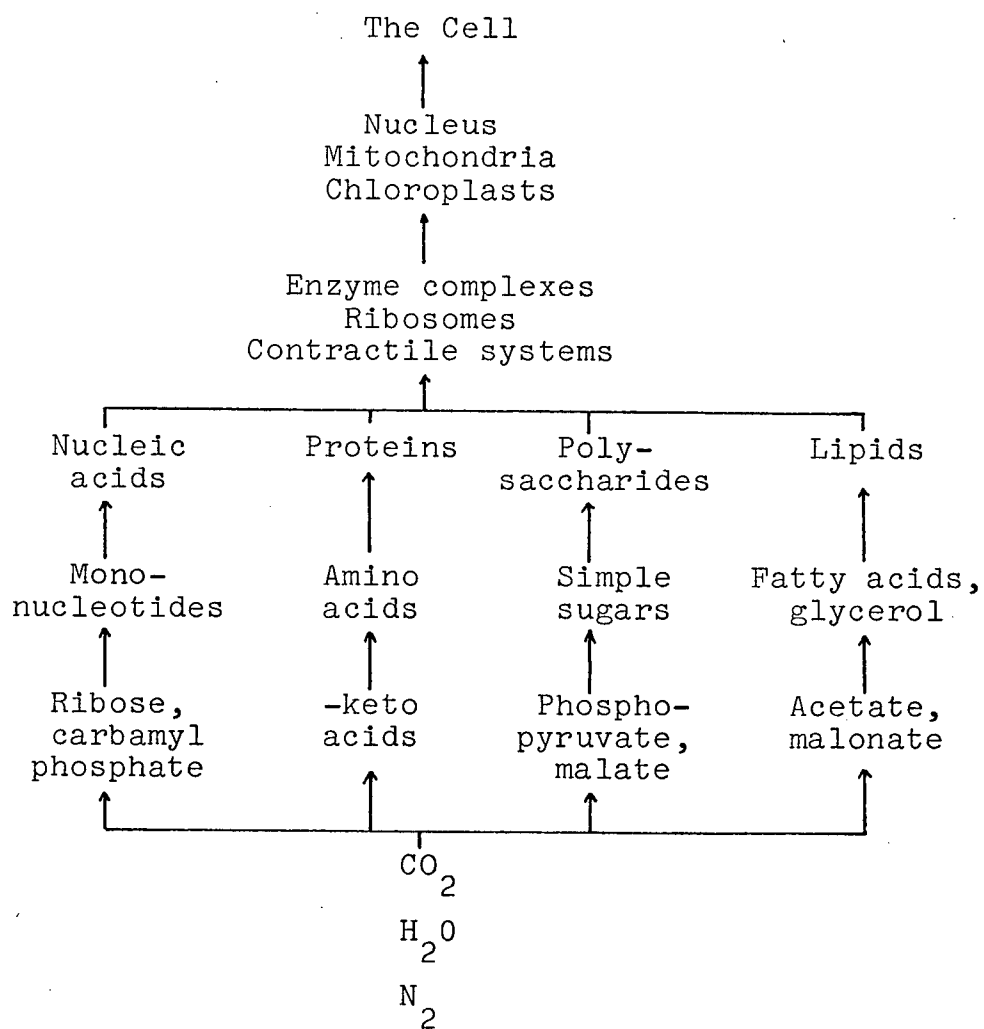 The Cell
Nucleus
Mitochondria
Chloroplasts
Enzyme complexes
Ribosomes
Contractile systems
Nucleic
acids
Proteins
Poly-
saccharides
Lipids
Mono-
nucleotides
Amino
acids
Simple
sugars
Fatty acids,
glycerol
Ribose,
carbamyl
phosphate
-keto
acids
Phospho-
pyruvate,
malate
Acetate,
malonate
CO2
H2O
N2